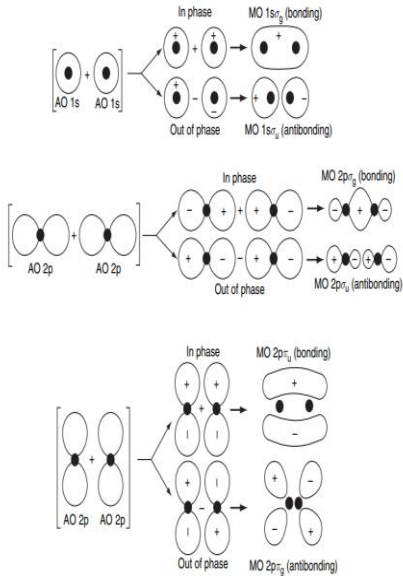 In phase
MO 1sσg (bonding)
+ + + +
+
AO 1s AO 1s
+ − − + −
Out of phase
MO 1sσu (antibonding)
In phase
MO 2pσg (bonding)
− + + + − − + −
+
AO 2p AO 2p
+ − − + − + − + −
Out of phase
MO 2pσu (antibonding)
In phase
MO 2pπu (bonding)
+ + +
+
− − −
+
AO 2p AO 2p
+ − + −
−
− + − +
Out of phase
MO 2pπg (antibonding)